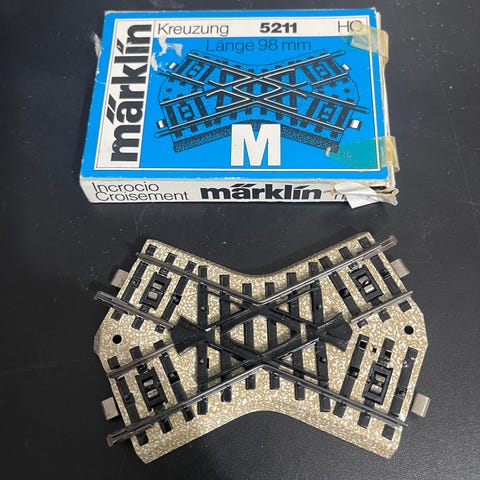 märklin
Kreuzung 5211 HO
Länge 98 mm
M
Incrocio märklin
Croisement